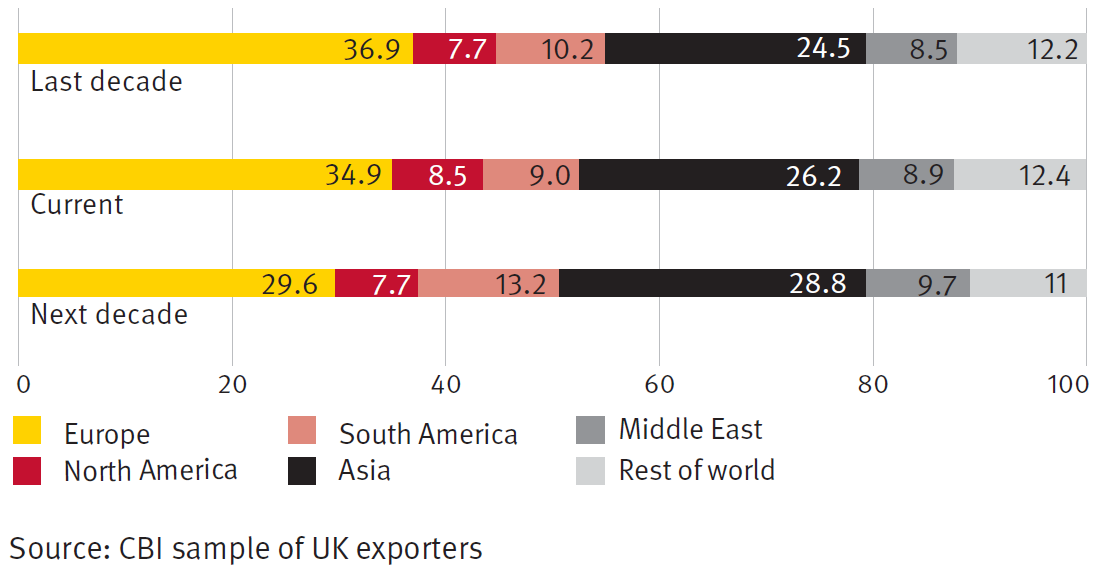 36.9 7.7 10.2 24.5 8.5 12.2
Last decade
34.9 8.5 9.0 26.2 8.9 12.4
Current
29.6 7.7 13.2 28.8 9.7 11
Next decade
0 20 40 60 80 100
Europe South America Middle East
North America Asia Rest of world
Source: CBI sample of UK exporters